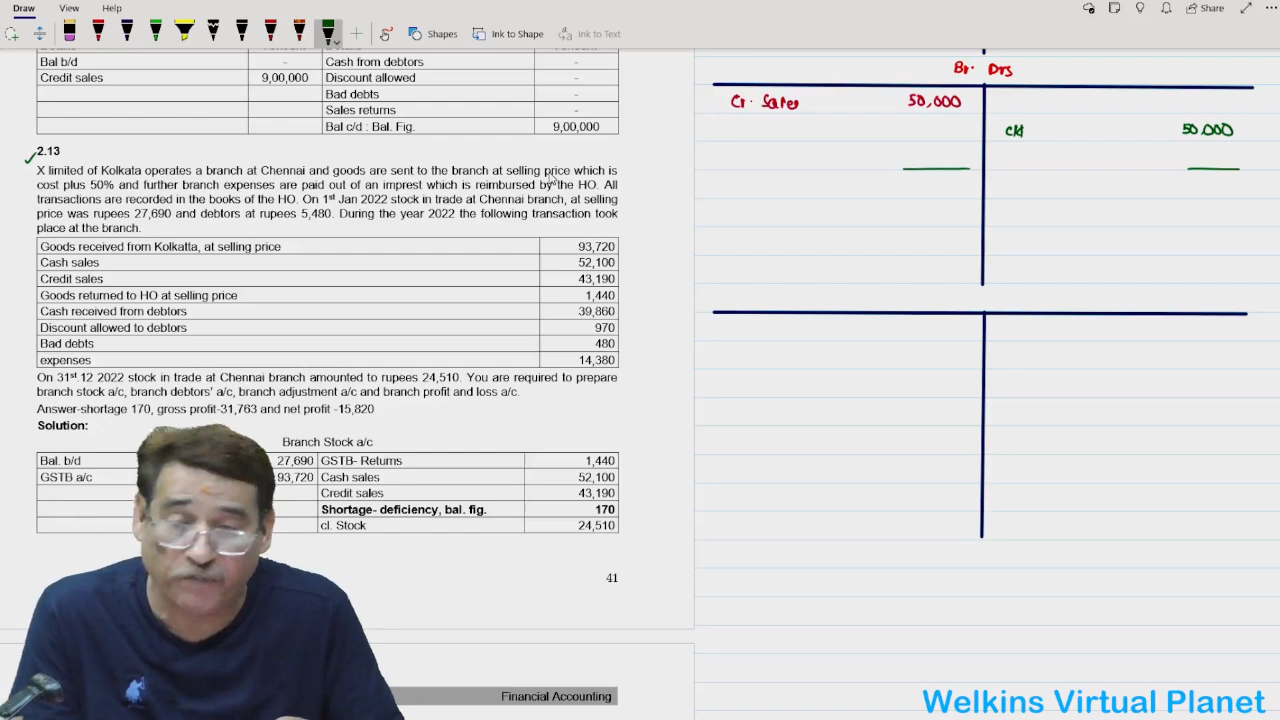 Draw View Help
Share
Shapes Ink to Shape Ink to Text
Bal b/d - Cash from debtors -
Credit sales 9,00,000 Discount allowed -
Bad debts -
Sales returns -
Bal c/d : Bal. Fig. 9,00,000
2.13
X limited of Kolkata operates a branch at Chennai and goods are sent to the branch at selling price which is
cost plus 50% and further branch expenses are paid out of an imprest which is reimbursed by the HO. All
transactions are recorded in the books of the HO. On 1st Jan 2022 stock in trade at Chennai branch, at selling
price was rupees 27,690 and debtors at rupees 5,480. During the year 2022 the following transaction took
place at the branch.
Goods received from Kolkatta, at selling price 93,720
Cash sales 52,100
Credit sales 43,190
Goods returned to HO at selling price 1,440
Cash received from debtors 39,860
Discount allowed to debtors 970
Bad debts 480
expenses 14,380
On 31st.12 2022 stock in trade at Chennai branch amounted to rupees 24,510. You are required to prepare
branch stock a/c, branch debtors' a/c, branch adjustment a/c and branch profit and loss a/c.
Answer-shortage 170, gross profit-31,763 and net profit -15,820
Solution:
Branch Stock a/c
Bal. b/d 27,690 GSTB- Returns 1,440
GSTB a/c 93,720 Cash sales 52,100
Credit sales 43,190
Shortage- deficiency, bal. fig. 170
cl. Stock 24,510
41
Financial Accounting
Br. Drs
Cr. Sales 50,000
c/d 50,000
Welkins Virtual Planet